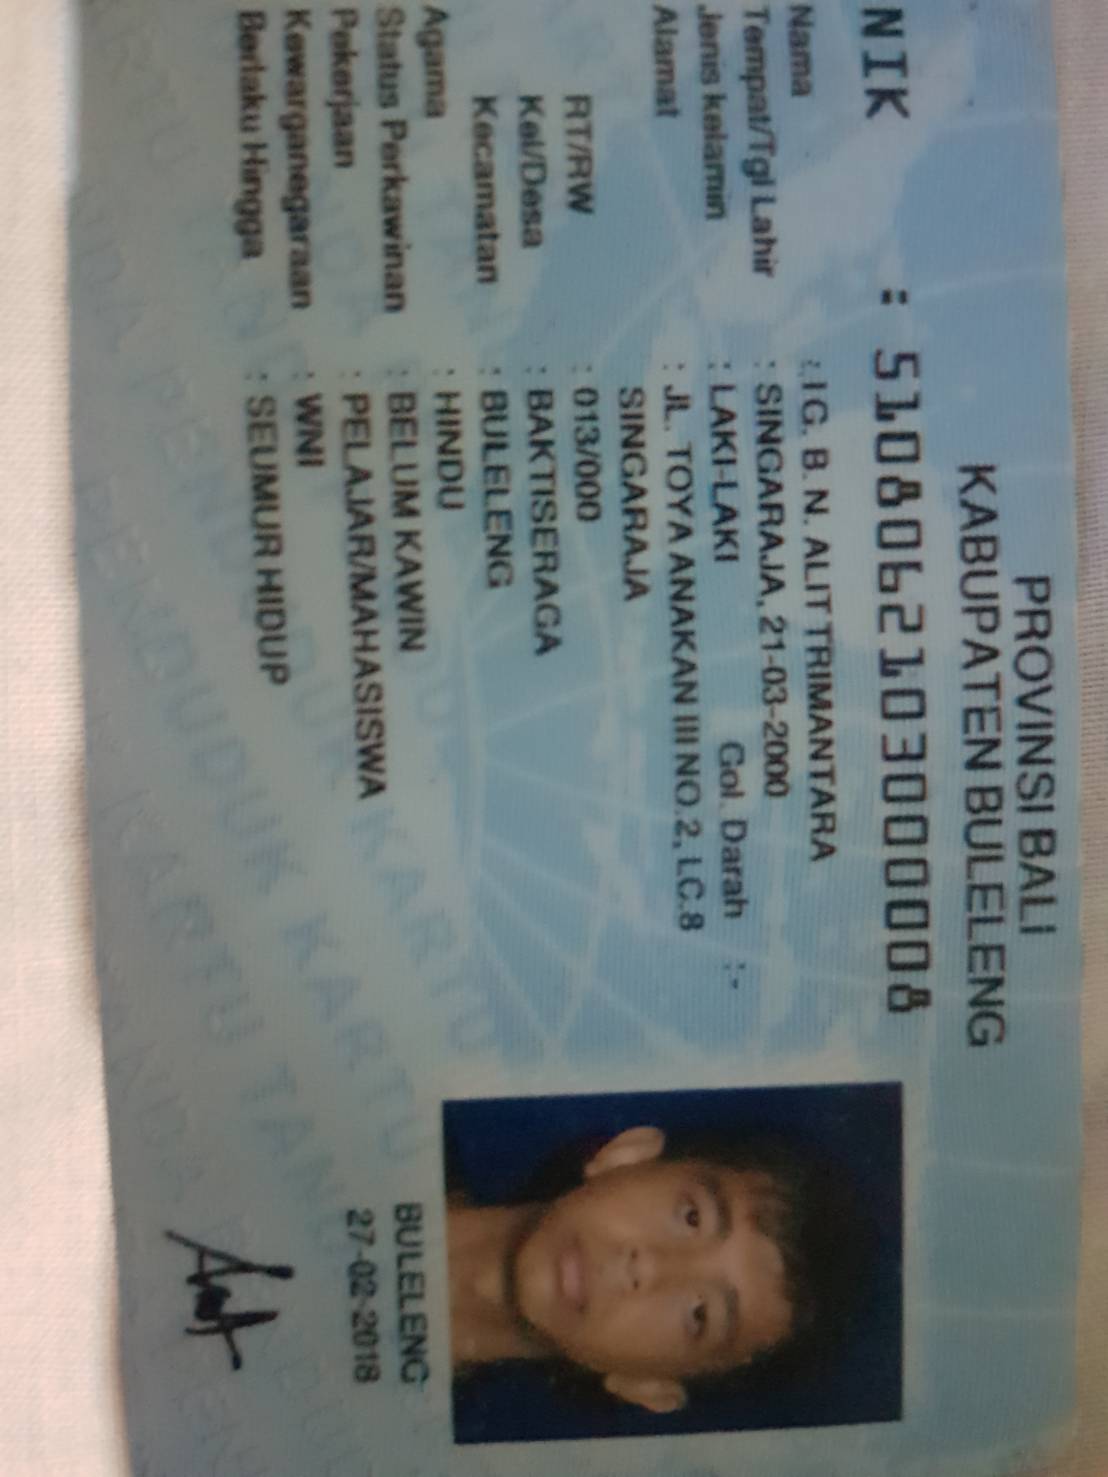 PROVINSI BALI
KABUPATEN BULELENG
NIK : 5108062103000008
Nama : IG. B. N. ALIT TRIMANTARA
Tempat/Tgl Lahir : SINGARAJA, 21-03-2000
Jenis kelamin : LAKI-LAKI Gol. Darah : -
Alamat : JL. TOYA ANAKAN III NO.2, LC.8
SINGARAJA
RT/RW : 013/000
Kel/Desa : BAKTISERAGA
Kecamatan : BULELENG
Agama : HINDU
Status Perkawinan : BELUM KAWIN
Pekerjaan : PELAJAR/MAHASISWA
Kewarganegaraan : WNI
Berlaku Hingga : SEUMUR HIDUP
BULELENG
27-02-2018